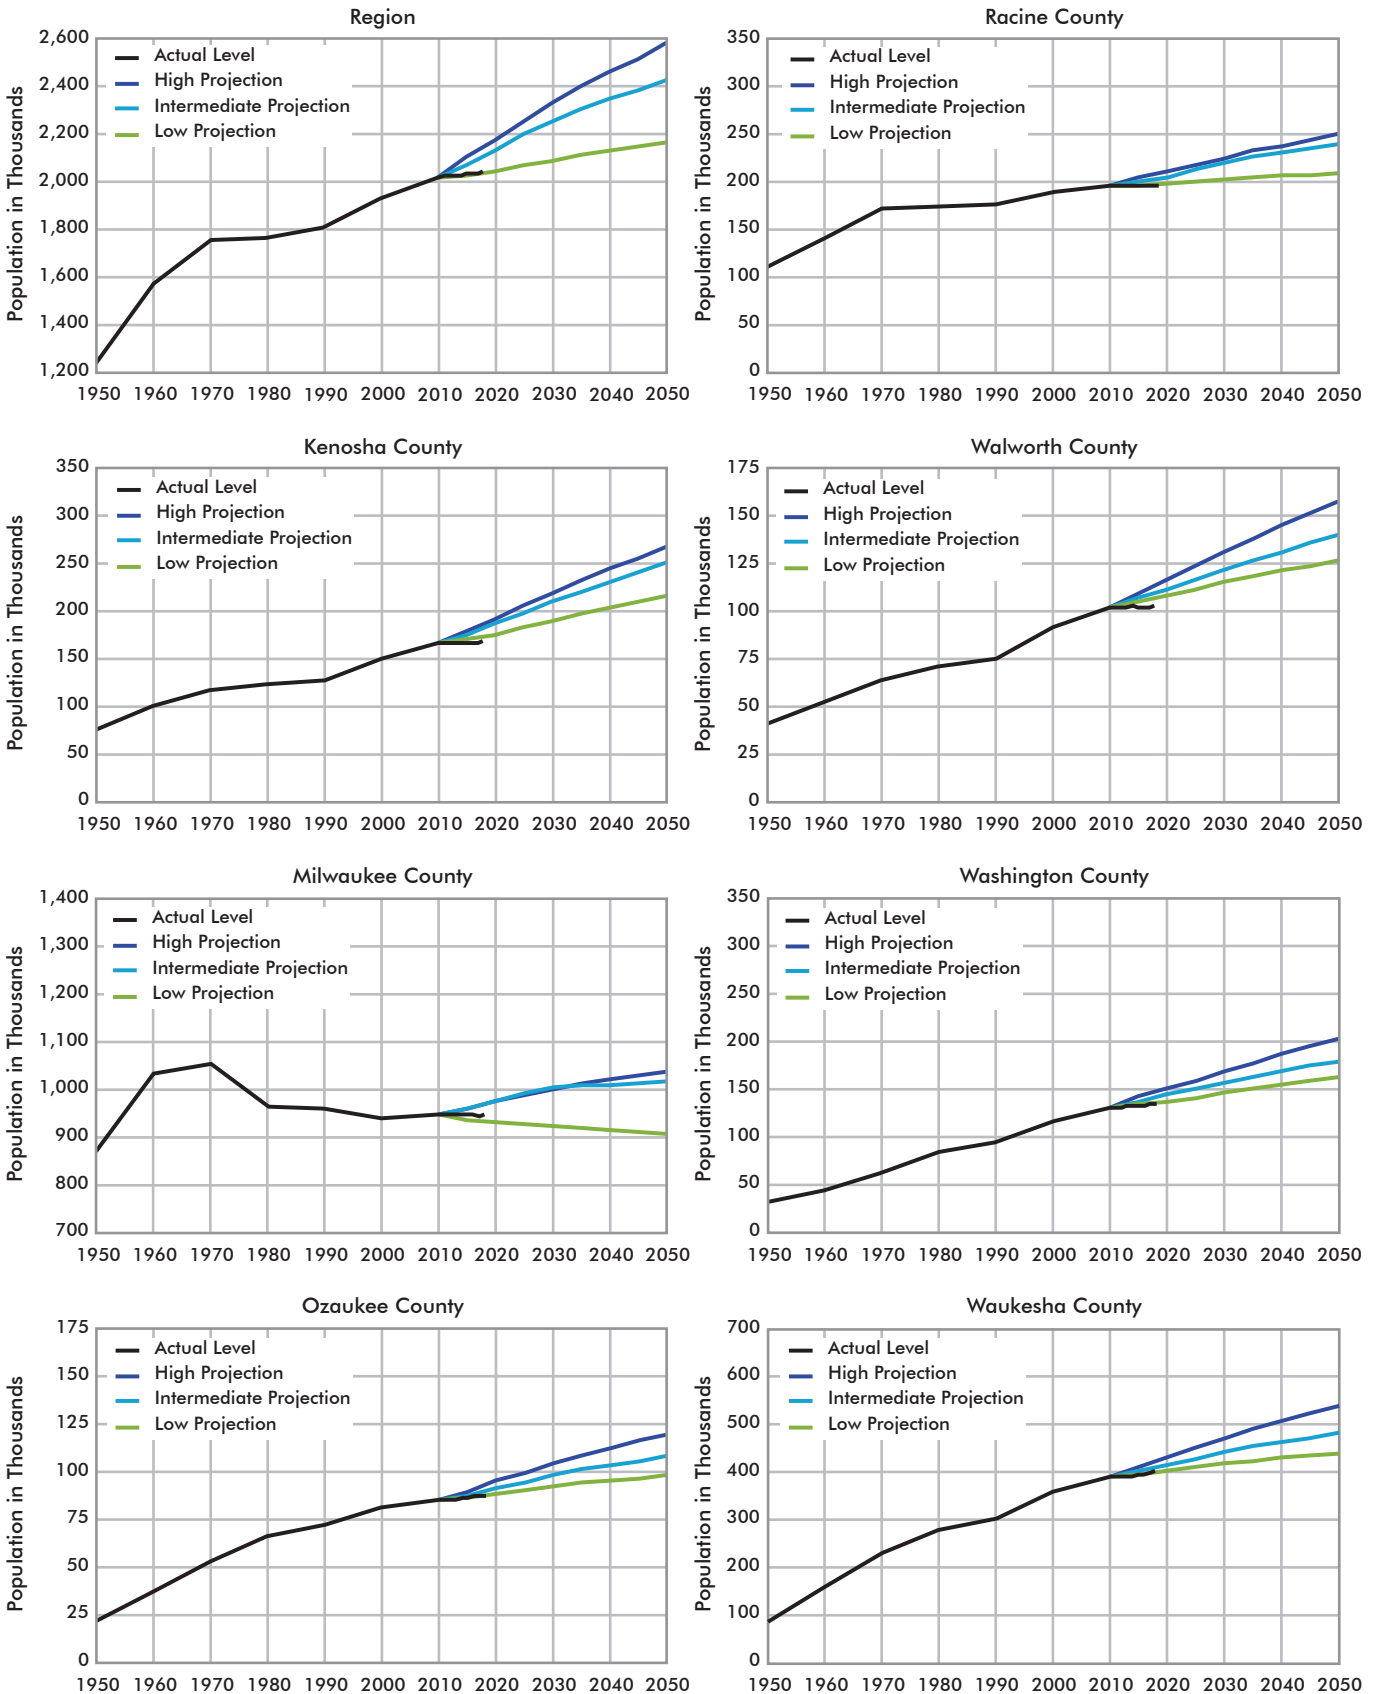 Region
Population in Thousands
2,600
2,400
2,200
2,000
1,800
1,600
1,400
1,200
Actual Level
High Projection
Intermediate Projection
Low Projection
1950 1960 1970 1980 1990 2000 2010 2020 2030 2040 2050
Racine County
Population in Thousands
350
300
250
200
150
100
50
0
Actual Level
High Projection
Intermediate Projection
Low Projection
1950 1960 1970 1980 1990 2000 2010 2020 2030 2040 2050
Kenosha County
Population in Thousands
350
300
250
200
150
100
50
0
Actual Level
High Projection
Intermediate Projection
Low Projection
1950 1960 1970 1980 1990 2000 2010 2020 2030 2040 2050
Walworth County
Population in Thousands
175
150
125
100
75
50
25
0
Actual Level
High Projection
Intermediate Projection
Low Projection
1950 1960 1970 1980 1990 2000 2010 2020 2030 2040 2050
Milwaukee County
Population in Thousands
1,400
1,300
1,200
1,100
1,000
900
800
700
Actual Level
High Projection
Intermediate Projection
Low Projection
1950 1960 1970 1980 1990 2000 2010 2020 2030 2040 2050
Washington County
Population in Thousands
350
300
250
200
150
100
50
0
Actual Level
High Projection
Intermediate Projection
Low Projection
1950 1960 1970 1980 1990 2000 2010 2020 2030 2040 2050
Ozaukee County
Population in Thousands
175
150
125
100
75
50
25
0
Actual Level
High Projection
Intermediate Projection
Low Projection
1950 1960 1970 1980 1990 2000 2010 2020 2030 2040 2050
Waukesha County
Population in Thousands
700
600
500
400
300
200
100
0
Actual Level
High Projection
Intermediate Projection
Low Projection
1950 1960 1970 1980 1990 2000 2010 2020 2030 2040 2050